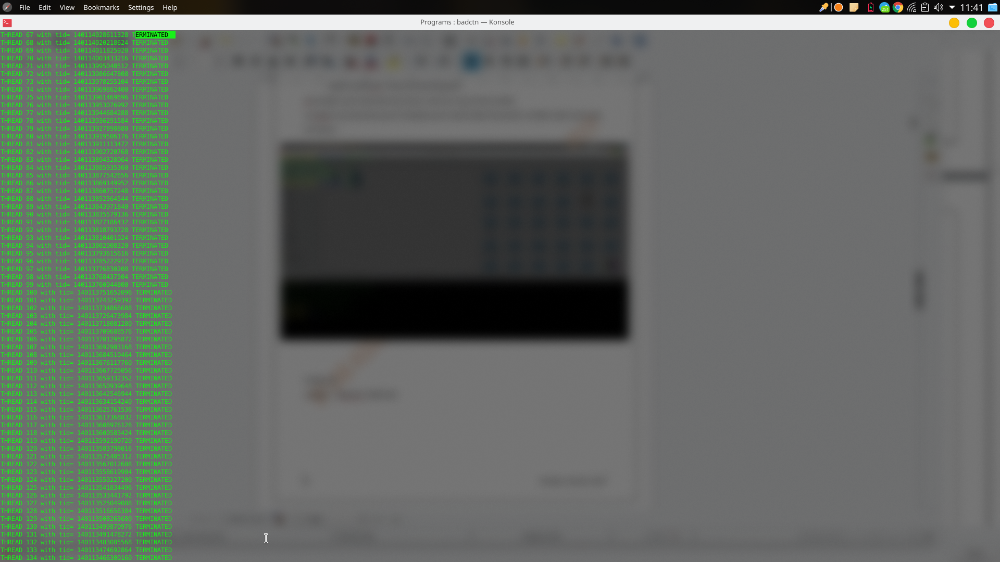 File Edit View Bookmarks Settings Help 251 11:41
Programs : badctn — Konsole
THREAD 67 with tid= 140114028611328 TERMINATED
THREAD 68 with tid= 140114020218624 TERMINATED
THREAD 69 with tid= 140114011825920 TERMINATED
THREAD 70 with tid= 140114003433216 TERMINATED
THREAD 71 with tid= 140113995040512 TERMINATED
THREAD 72 with tid= 140113986647808 TERMINATED
THREAD 73 with tid= 140113978255104 TERMINATED
THREAD 74 with tid= 140113969862400 TERMINATED
THREAD 75 with tid= 140113961469696 TERMINATED
THREAD 76 with tid= 140113953076992 TERMINATED
THREAD 77 with tid= 140113944684288 TERMINATED
THREAD 78 with tid= 140113936291584 TERMINATED
THREAD 79 with tid= 140113927898880 TERMINATED
THREAD 80 with tid= 140113919506176 TERMINATED
THREAD 81 with tid= 140113911113472 TERMINATED
THREAD 82 with tid= 140113902720768 TERMINATED
THREAD 83 with tid= 140113894328064 TERMINATED
THREAD 84 with tid= 140113885935360 TERMINATED
THREAD 85 with tid= 140113877542656 TERMINATED
THREAD 86 with tid= 140113869149952 TERMINATED
THREAD 87 with tid= 140113860757248 TERMINATED
THREAD 88 with tid= 140113852364544 TERMINATED
THREAD 89 with tid= 140113843971840 TERMINATED
THREAD 90 with tid= 140113835579136 TERMINATED
THREAD 91 with tid= 140113827186432 TERMINATED
THREAD 92 with tid= 140113818793728 TERMINATED
THREAD 93 with tid= 140113810401024 TERMINATED
THREAD 94 with tid= 140113802008320 TERMINATED
THREAD 95 with tid= 140113793615616 TERMINATED
THREAD 96 with tid= 140113785222912 TERMINATED
THREAD 97 with tid= 140113776830208 TERMINATED
THREAD 98 with tid= 140113768437504 TERMINATED
THREAD 99 with tid= 140113760044800 TERMINATED
THREAD 100 with tid= 140113751652096 TERMINATED
THREAD 101 with tid= 140113743259392 TERMINATED
THREAD 102 with tid= 140113734866688 TERMINATED
THREAD 103 with tid= 140113726473984 TERMINATED
THREAD 104 with tid= 140113718081280 TERMINATED
THREAD 105 with tid= 140113709688576 TERMINATED
THREAD 106 with tid= 140113701295872 TERMINATED
THREAD 107 with tid= 140113692903168 TERMINATED
THREAD 108 with tid= 140113684510464 TERMINATED
THREAD 109 with tid= 140113676117760 TERMINATED
THREAD 110 with tid= 140113667725056 TERMINATED
THREAD 111 with tid= 140113659332352 TERMINATED
THREAD 112 with tid= 140113650939648 TERMINATED
THREAD 113 with tid= 140113642546944 TERMINATED
THREAD 114 with tid= 140113634154240 TERMINATED
THREAD 115 with tid= 140113625761536 TERMINATED
THREAD 116 with tid= 140113617368832 TERMINATED
THREAD 117 with tid= 140113608976128 TERMINATED
THREAD 118 with tid= 140113600583424 TERMINATED
THREAD 119 with tid= 140113592190720 TERMINATED
THREAD 120 with tid= 140113583798016 TERMINATED
THREAD 121 with tid= 140113575405312 TERMINATED
THREAD 122 with tid= 140113567012608 TERMINATED
THREAD 123 with tid= 140113558619904 TERMINATED
THREAD 124 with tid= 140113550227200 TERMINATED
THREAD 125 with tid= 140113541834496 TERMINATED
THREAD 126 with tid= 140113533441792 TERMINATED
THREAD 127 with tid= 140113525049088 TERMINATED
THREAD 128 with tid= 140113516656384 TERMINATED
THREAD 129 with tid= 140113508263680 TERMINATED
THREAD 130 with tid= 140113499870976 TERMINATED
THREAD 131 with tid= 140113491478272 TERMINATED
THREAD 132 with tid= 140113483085568 TERMINATED
THREAD 133 with tid= 140113474692864 TERMINATED
THREAD 134 with tid= 140113466300160 TERMINATED